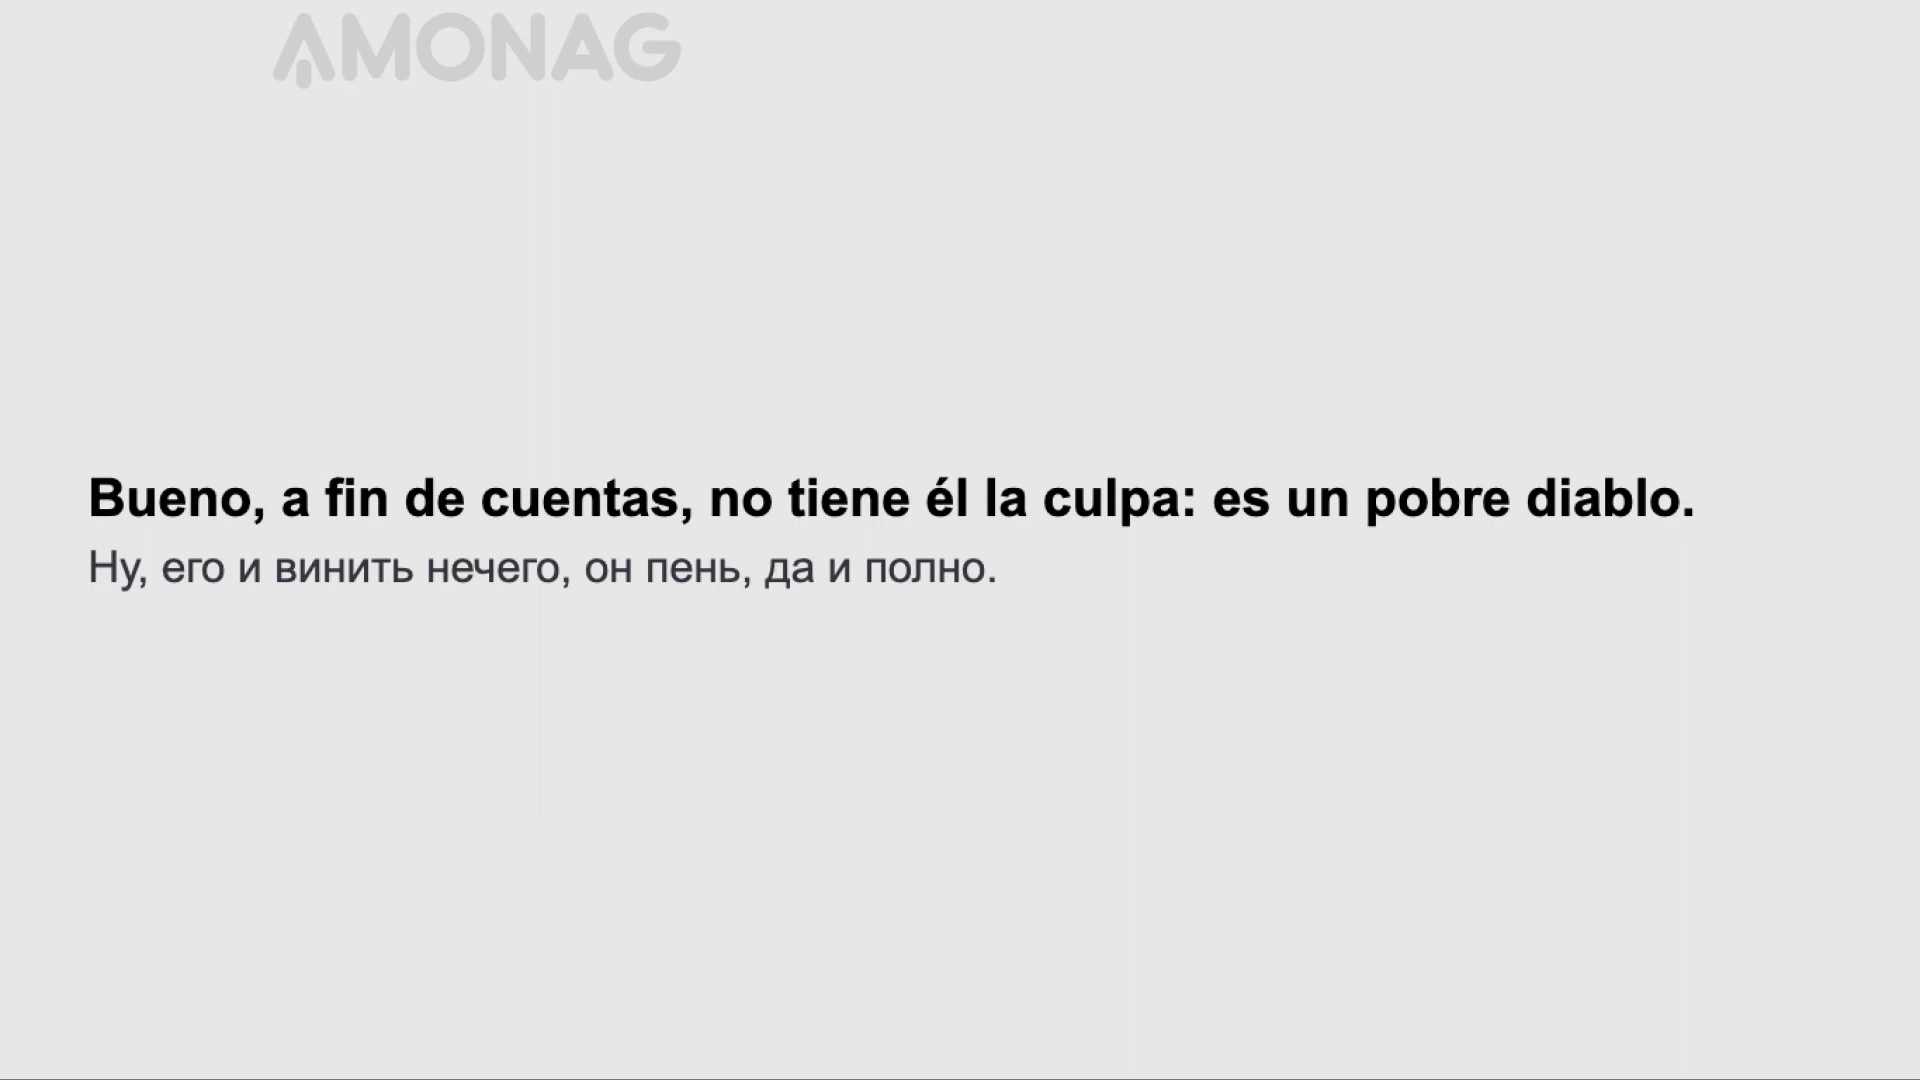 AMONAG
Bueno, a fin de cuentas, no tiene él la culpa: es un pobre diablo.
Ну, его и винить нечего, он пень, да и полно.